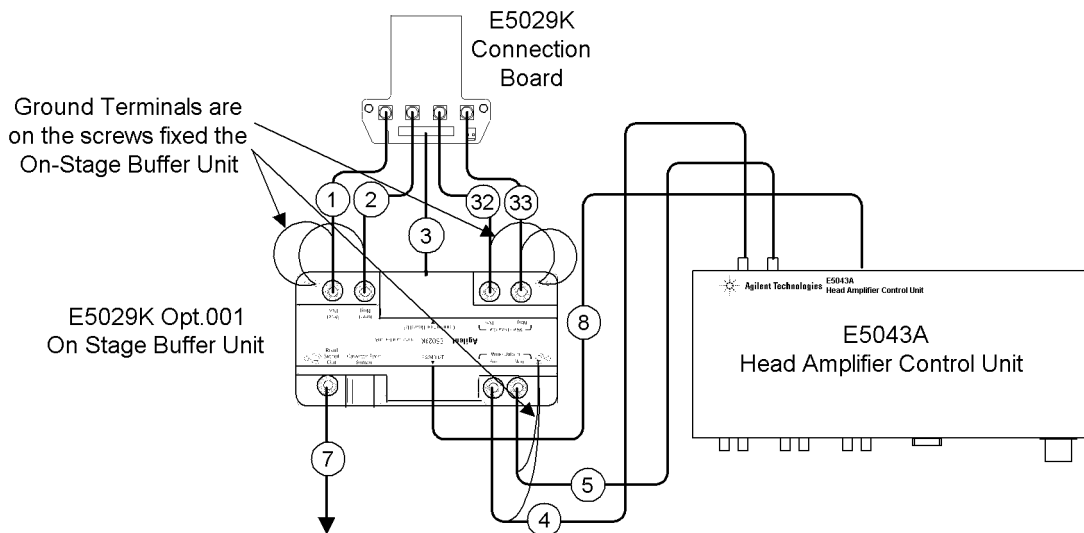 E5029K
Connection
Board
Ground Terminals are
on the screws fixed the
On-Stage Buffer Unit
1
2
3
32
33
E5029K Opt.001
On Stage Buffer Unit
Agilent
E5029K
8
Agilent Technologies
E5043A
Head Amplifier Control Unit
E5043A
Head Amplifier Control Unit
7
5
4